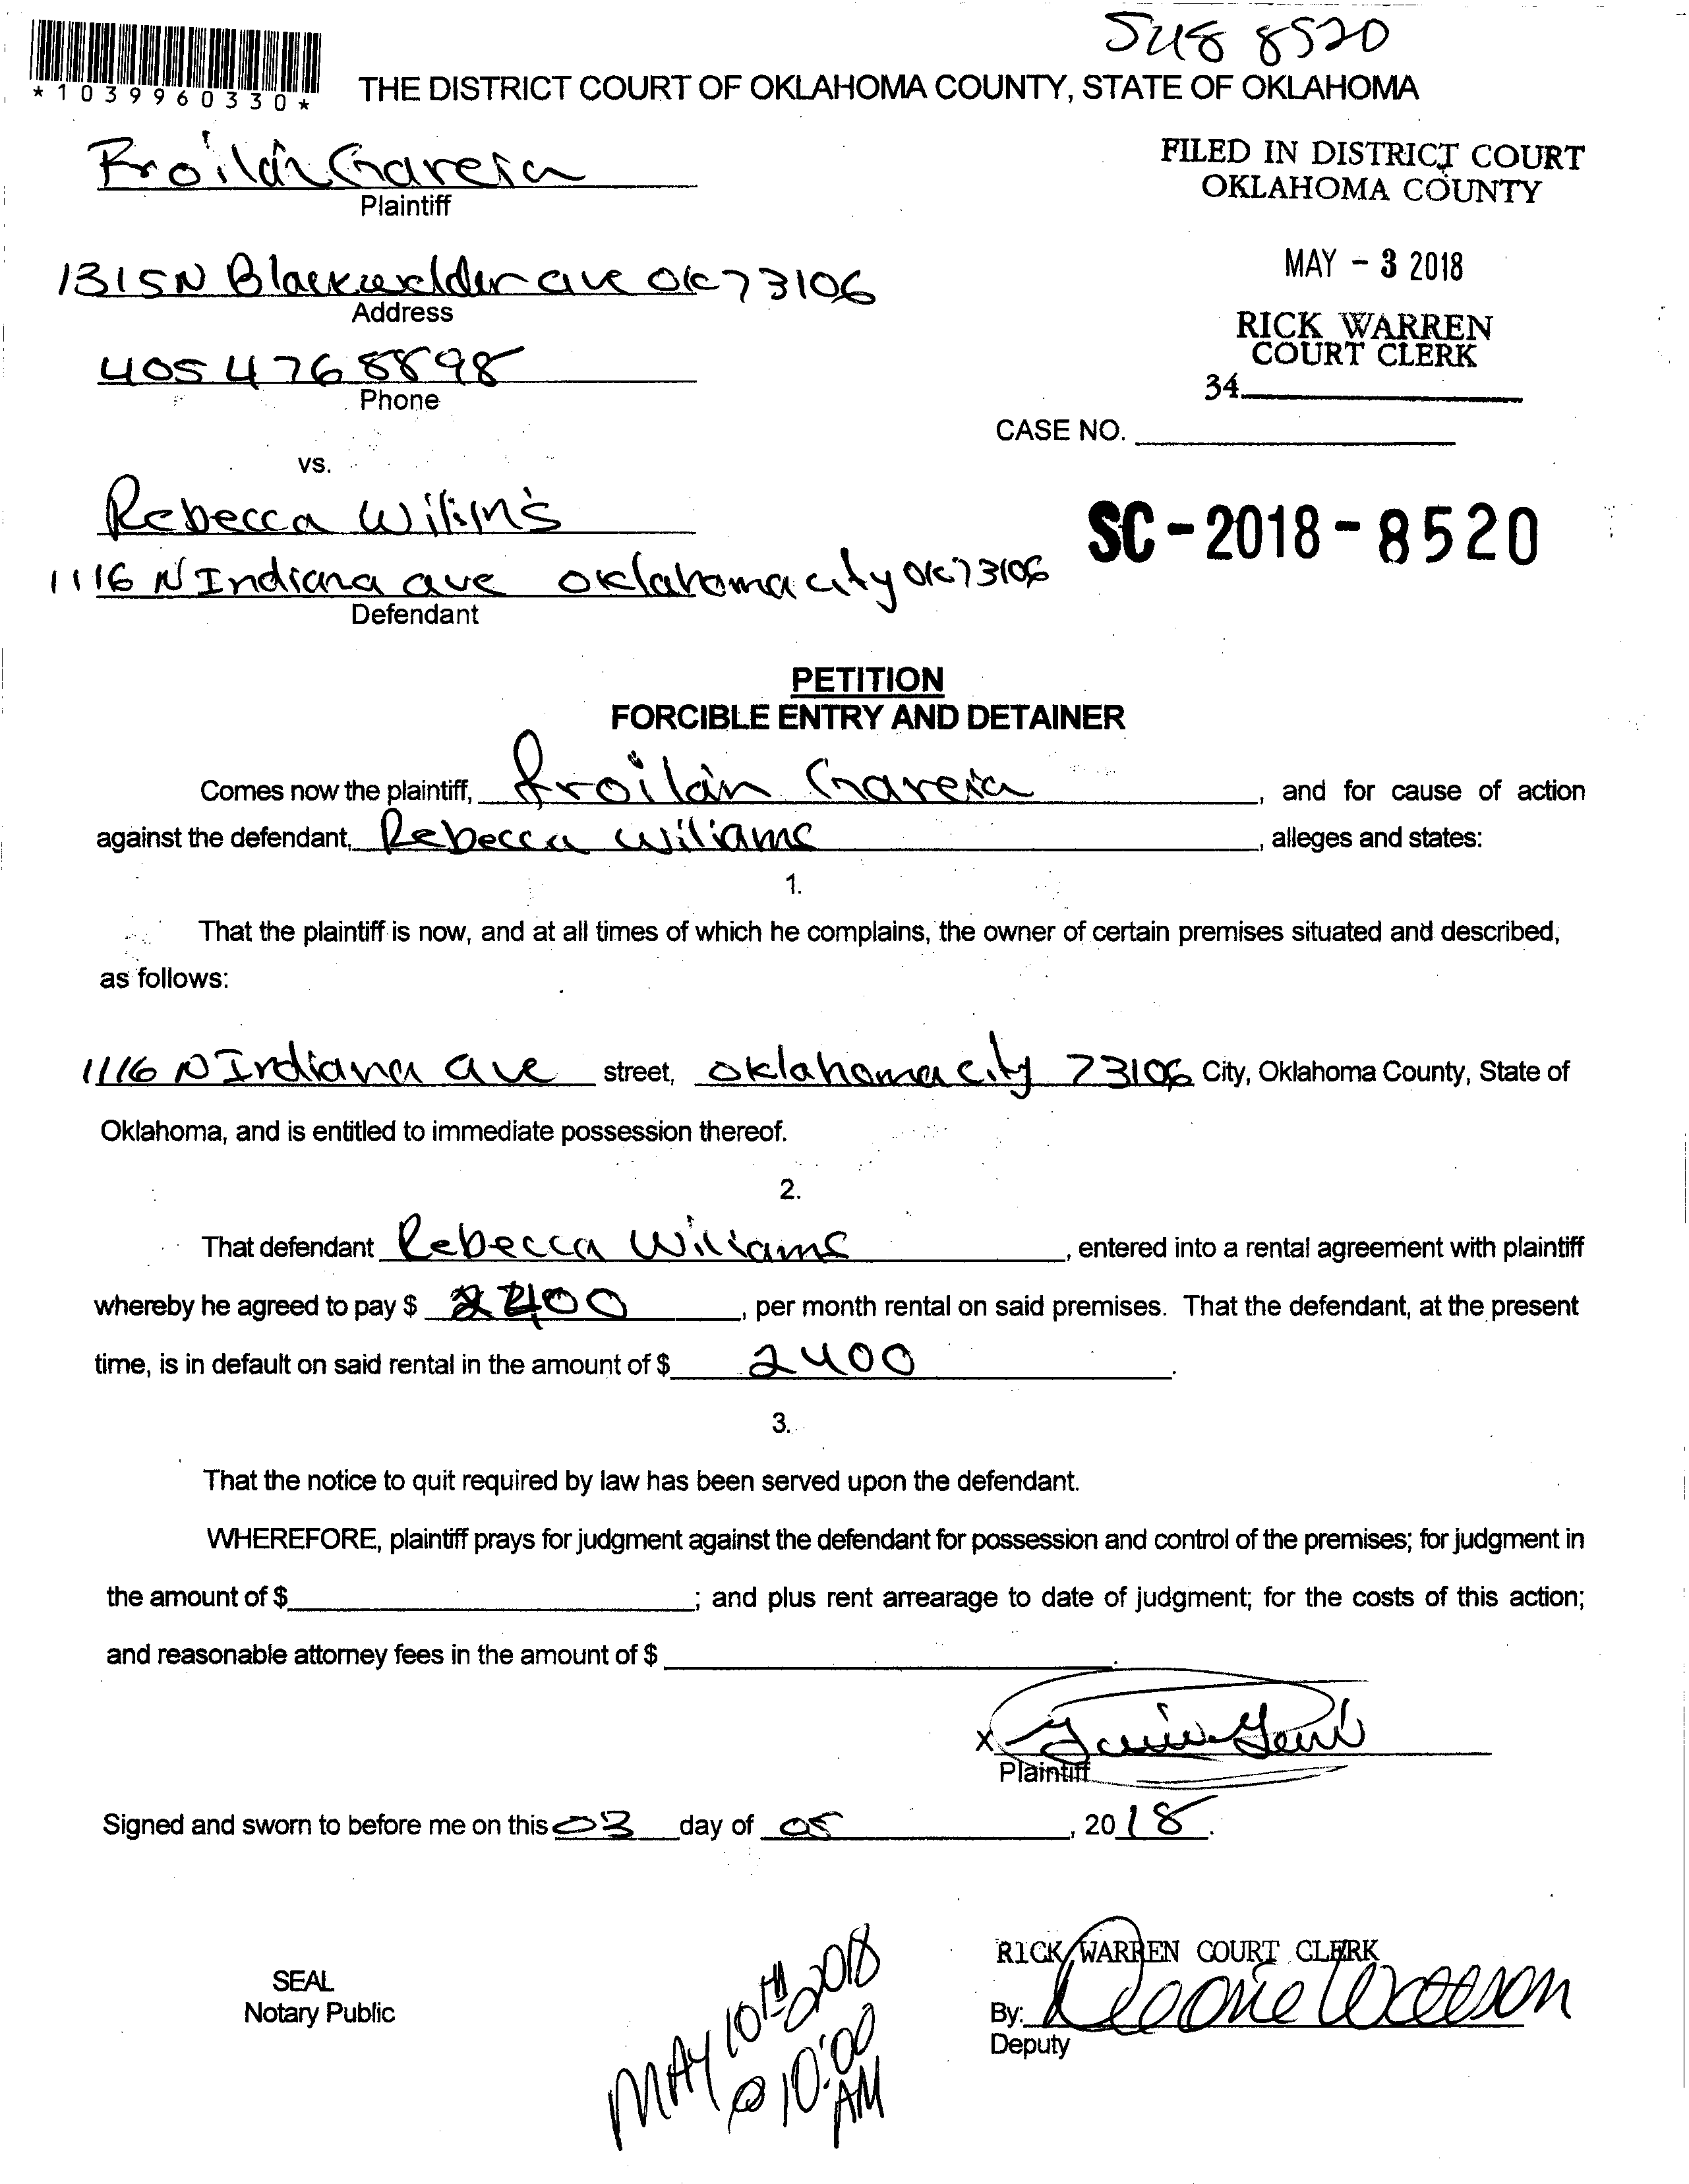 *1039960330*
THE DISTRICT COURT OF OKLAHOMA COUNTY, STATE OF OKLAHOMA
Froilán Garcia
Plaintiff
FILED IN DISTRICT COURT
OKLAHOMA COUNTY
1315 N Blackwelder ave OK 73106
Address
MAY - 3 2018
RICK WARREN
COURT CLERK
405 476 8898
Phone
34
CASE NO.
vs.
Rebecca
SC-2018-8520
1116 N Indiana ave oklahoma city OK 73106
Defendant
PETITION
FORCIBLE ENTRY AND DETAINER
Comes now the plaintiff, Froilán Garcia, and for cause of action
against the defendant, Rebecca Wiliams, alleges and states:
1.
That the plaintiff is now, and at all times of which he complains, the owner of certain premises situated and described,
as follows:
1116 N Indiana ave street, oklahoma city 73106 City, Oklahoma County, State of
Oklahoma, and is entitled to immediate possession thereof.
2.
That defendant Rebecca Wiliams, entered into a rental agreement with plaintiff
whereby he agreed to pay $, per month rental on said premises. That the defendant, at the present
time, is in default on said rental in the amount of $ 2400.
3.
That the notice to quit required by law has been served upon the defendant.
WHEREFORE, plaintiff prays for judgment against the defendant for possession and control of the premises; for judgment in
the amount of $; and plus rent arrearage to date of judgment; for the costs of this action;
and reasonable attorney fees in the amount of $.
X
Plaintiff
Signed and sworn to before me on this 03 day of 05, 2018.
SEAL
Notary Public
MAY 10TH 2018
@ 10:00
AM
RICK WARREN COURT CLERK
By:
Deputy